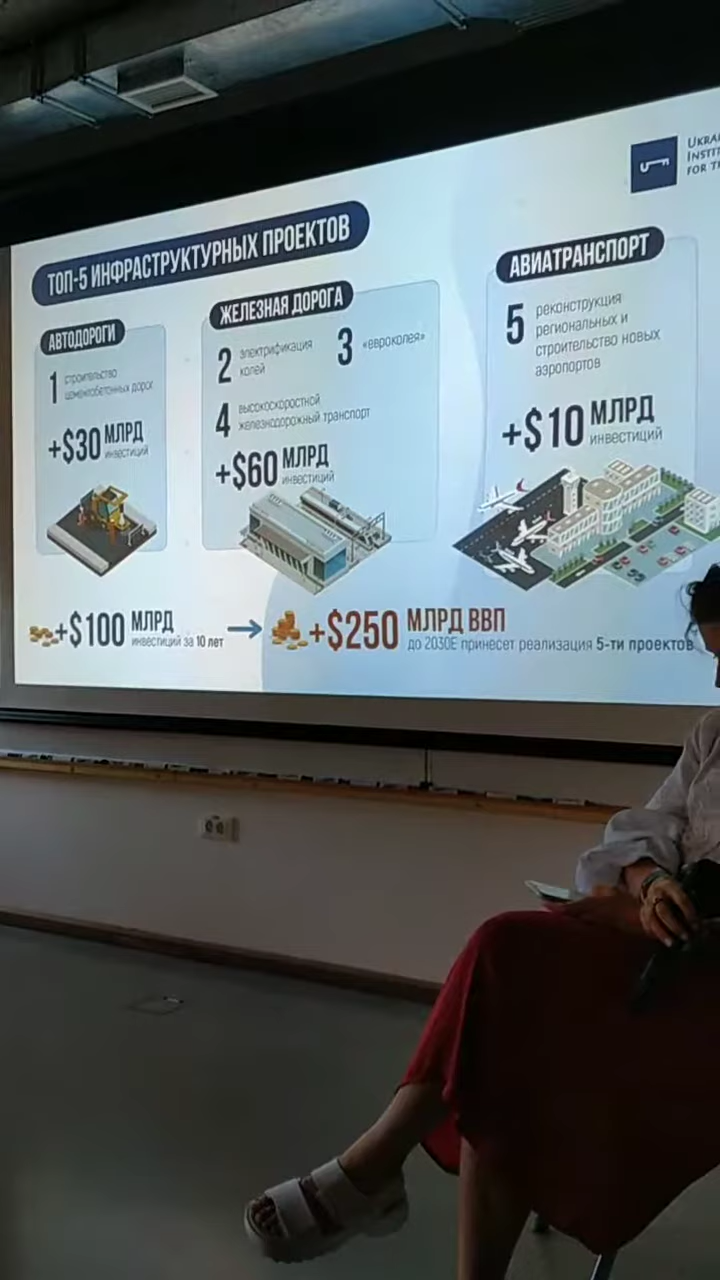 UKRA
INSTIT
FOR T
ТОП-5 ИНФРАСТРУКТУРНЫХ ПРОЕКТОВ
АВТОДОРОГИ
1 строительство
цементобетонных дорог
+$30 МЛРД
инвестиций
ЖЕЛЕЗНАЯ ДОРОГА
2 электрификация
колей
3 «евроколея»
4 высокоскоростной
железнодорожный транспорт
+$60 МЛРД
инвестиций
АВИАТРАНСПОРТ
5 реконструкция
региональных и
строительство новых
аэропортов
+$10 МЛРД
инвестиций
+$100 МЛРД
инвестиций за 10 лет
+$250 МЛРД ВВП
до 2030Е принесет реализация 5-ти проектов